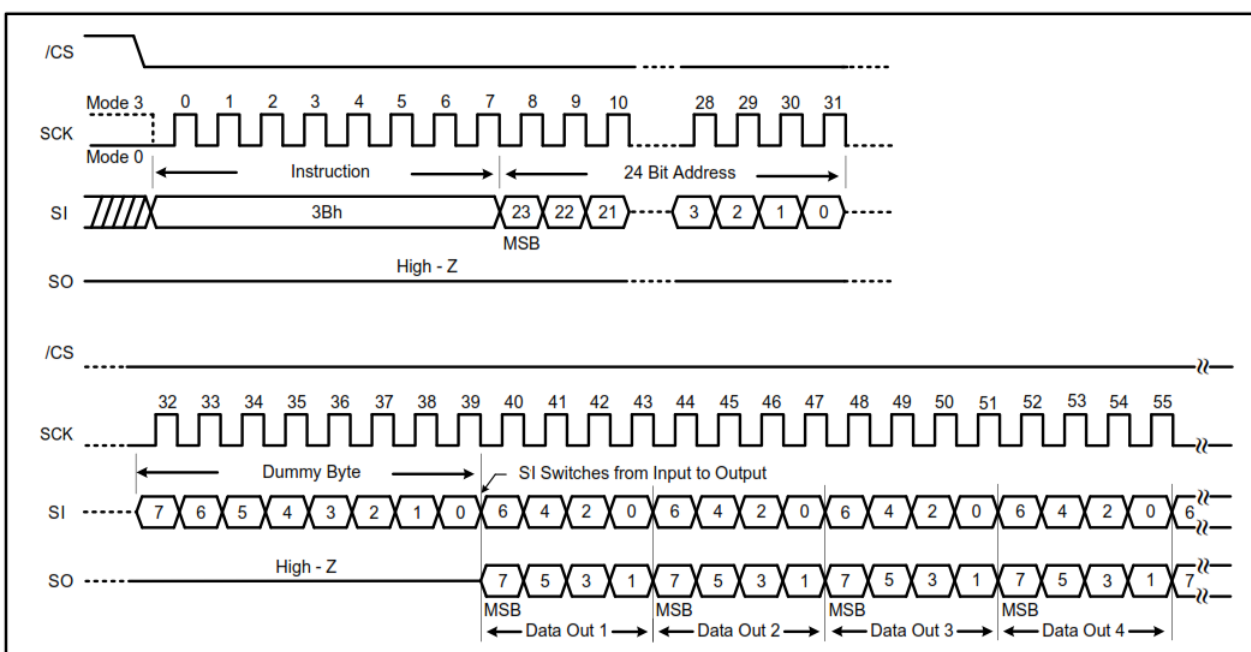 /CS
Mode 3 0 1 2 3 4 5 6 7 8 9 10 28 29 30 31
SCK
Mode 0
Instruction 24 Bit Address
SI 3Bh 23 22 21 3 2 1 0
MSB
High - Z
SO
/CS
32 33 34 35 36 37 38 39 40 41 42 43 44 45 46 47 48 49 50 51 52 53 54 55
SCK
Dummy Byte SI Switches from Input to Output
SI 7 6 5 4 3 2 1 0 6 4 2 0 6 4 2 0 6 4 2 0 6 4 2 0 6
High - Z
SO 7 5 3 1 7 5 3 1 7 5 3 1 7 5 3 1 7
MSB MSB MSB MSB
Data Out 1 Data Out 2 Data Out 3 Data Out 4